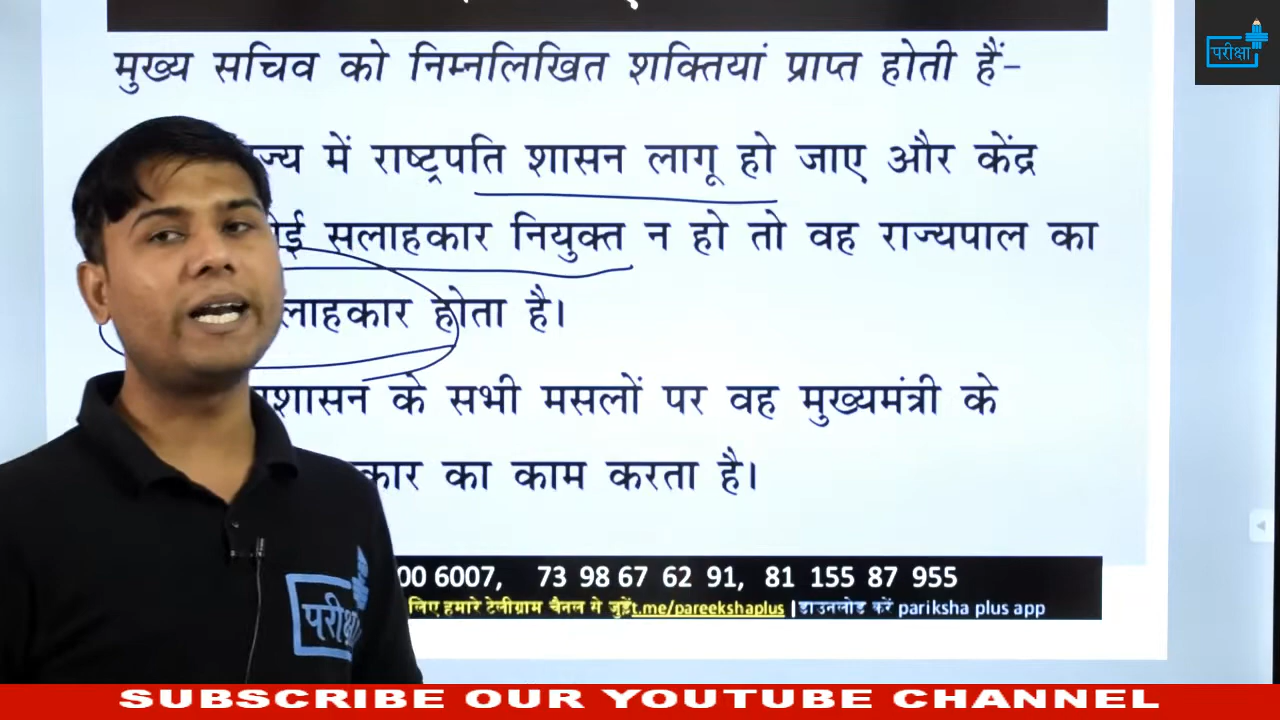 परीक्षा
मुख्य सचिव को निम्नलिखित शक्तियां प्राप्त होती हैं-
में राष्ट्रपति शासन लागू हो जाए और केंद्र
सलाहकार नियुक्त न हो तो वह राज्यपाल का
होता है।
के सभी मसलों पर वह मुख्यमंत्री के
का काम करता है।
00 6007, 73 98 67 62 91, 81 155 87 955
लिए हमारे टेलीग्राम चैनल से जुड़ें t.me/pareekshaplus | डाउनलोड करें pariksha plus app
परीक्षा
SUBSCRIBE OUR YOUTUBE CHANNEL